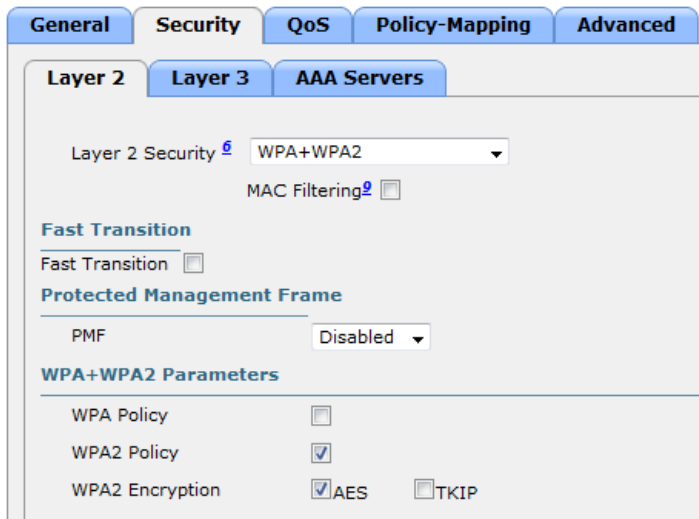 General Security QoS Policy-Mapping Advanced
Layer 2 Layer 3 AAA Servers
Layer 2 Security 6 WPA+WPA2
MAC Filtering9
Fast Transition
Fast Transition
Protected Management Frame
PMF Disabled
WPA+WPA2 Parameters
WPA Policy
WPA2 Policy
WPA2 Encryption AES TKIP